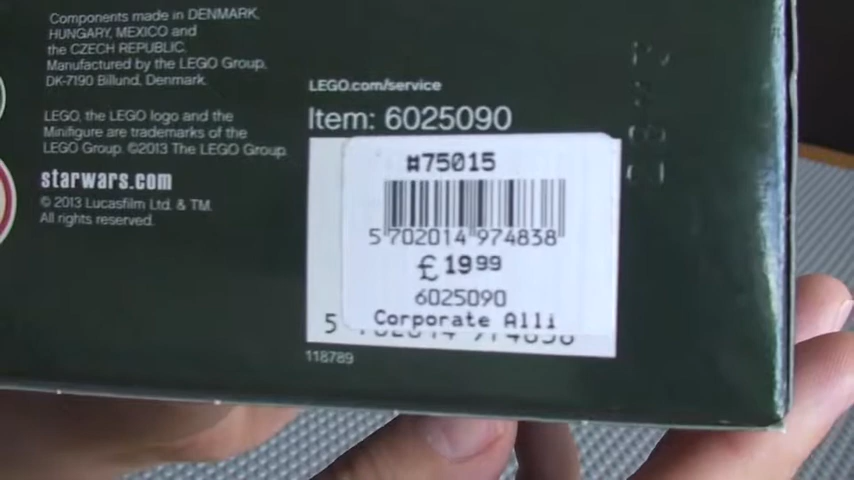 Components made in DENMARK,
HUNGARY, MEXICO and
the CZECH REPUBLIC.
Manufactured by the LEGO Group,
DK-7190 Billund, Denmark.
LEGO, the LEGO logo and the
Minifigure are trademarks of the
LEGO Group. ©2013 The LEGO Group.
starwars.com
© 2013 Lucasfilm Ltd. & TM.
All rights reserved.
LEGO.com/service
Item: 6025090
#75015
5 702014 974838
£19.99
6025090
Corporate Alli
5 702014 974838
118789